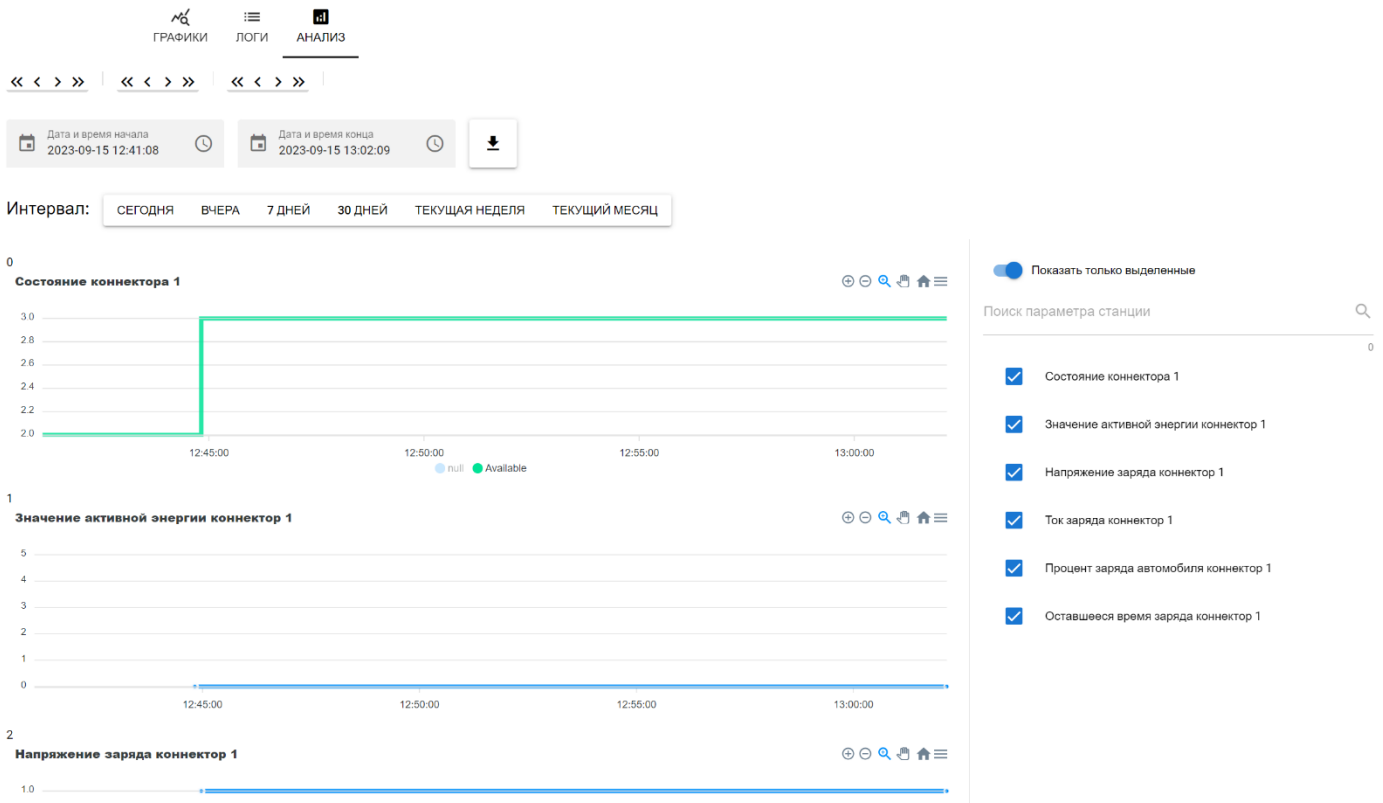 ГРАФИКИ ЛОГИ АНАЛИЗ
Дата и время начала
2023-09-15 12:41:08
Дата и время конца
2023-09-15 13:02:09
Интервал: СЕГОДНЯ ВЧЕРА 7 ДНЕЙ 30 ДНЕЙ ТЕКУЩАЯ НЕДЕЛЯ ТЕКУЩИЙ МЕСЯЦ
0
Состояние коннектора 1
3.0
2.8
2.6
2.4
2.2
2.0
12:45:00 12:50:00 12:55:00 13:00:00
null Available
1
Значение активной энергии коннектор 1
5
4
3
2
1
0
12:45:00 12:50:00 12:55:00 13:00:00
2
Напряжение заряда коннектор 1
1.0
Показать только выделенные
Поиск параметра станции
0
Состояние коннектора 1
Значение активной энергии коннектор 1
Напряжение заряда коннектор 1
Ток заряда коннектор 1
Процент заряда автомобиля коннектор 1
Оставшееся время заряда коннектор 1